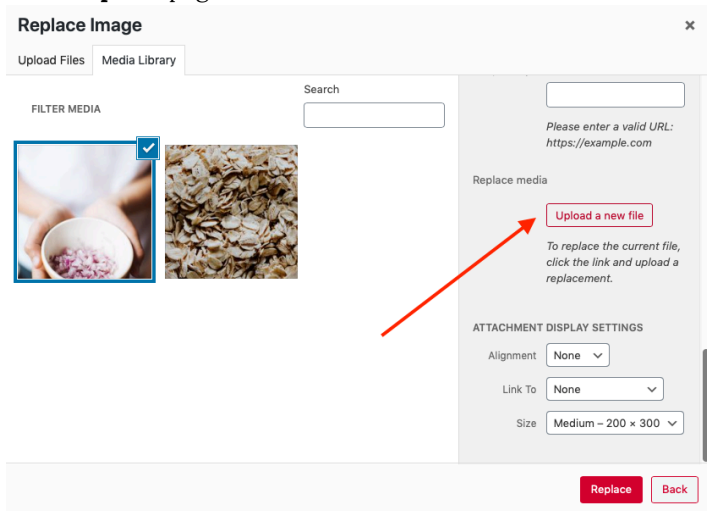 Replace Image
×
Upload Files
Media Library
FILTER MEDIA
Search
Please enter a valid URL:
https://example.com
Replace media
Upload a new file
To replace the current file,
click the link and upload a
replacement.
ATTACHMENT DISPLAY SETTINGS
Alignment None
Link To None
Size Medium – 200 × 300
Replace
Back